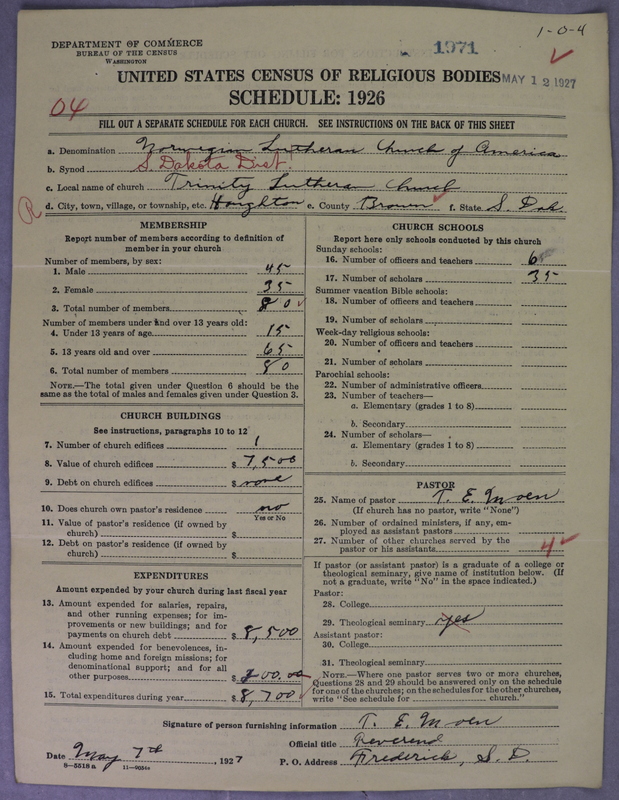 1-0-4
DEPARTMENT OF COMMERCE
BUREAU OF THE CENSUS
WASHINGTON
1971
UNITED STATES CENSUS OF RELIGIOUS BODIES
MAY 12 1927
SCHEDULE: 1926
04
FILL OUT A SEPARATE SCHEDULE FOR EACH CHURCH. SEE INSTRUCTIONS ON THE BACK OF THIS SHEET
a. Denomination Norwegian Lutheran Church of America
b. Synod S. Dakota Dist.
c. Local name of church Trinity Lutheran Church
d. City, town, village, or township, etc. Houghton e. County Brown f. State S. Dak
R
MEMBERSHIP
Report number of members according to definition of
member in your church
Number of members, by sex:
1. Male 45
2. Female 35
3. Total number of members 80
Number of members under and over 13 years old:
4. Under 13 years of age 15
5. 13 years old and over 65
6. Total number of members 80
NOTE.—The total given under Question 6 should be the
same as the total of males and females given under Question 3.
CHURCH BUILDINGS
See instructions, paragraphs 10 to 12
7. Number of church edifices 1
8. Value of church edifices $ 7,500
9. Debt on church edifices $ none
10. Does church own pastor's residence no
Yes or No
11. Value of pastor's residence (if owned by
church) $
12. Debt on pastor's residence (if owned by
church) $
EXPENDITURES
Amount expended by your church during last fiscal year
13. Amount expended for salaries, repairs,
and other running expenses; for im-
provements or new buildings; and for
payments on church debt $ 8,500
14. Amount expended for benevolences, in-
cluding home and foreign missions; for
denominational support; and for all
other purposes $ 200.00
15. Total expenditures during year $ 8,700
CHURCH SCHOOLS
Report here only schools conducted by this church
Sunday schools:
16. Number of officers and teachers 6
17. Number of scholars 35
Summer vacation Bible schools:
18. Number of officers and teachers
19. Number of scholars
Week-day religious schools:
20. Number of officers and teachers
21. Number of scholars
Parochial schools:
22. Number of administrative officers
23. Number of teachers—
a. Elementary (grades 1 to 8)
b. Secondary
24. Number of scholars—
a. Elementary (grades 1 to 8)
b. Secondary
PASTOR
25. Name of pastor T. E. Moen
(If church has no pastor, write "None")
26. Number of ordained ministers, if any, em-
ployed as assistant pastors
27. Number of other churches served by the
pastor or his assistants 4
If pastor (or assistant pastor) is a graduate of a college or
theological seminary, give name of institution below. (If
not a graduate, write "No" in the space indicated.)
Pastor:
28. College
29. Theological seminary yes
Assistant pastor:
30. College
31. Theological seminary
NOTE.—Where one pastor serves two or more churches,
Questions 28 and 29 should be answered only on the schedule
for one of the churches; on the schedules for the other churches,
write "See schedule for church."
Signature of person furnishing information T. E. Moen
Official title Reverend
Date May 7th, 1927 P. O. Address Frederick, S. D.
8-5518 a 11-9054